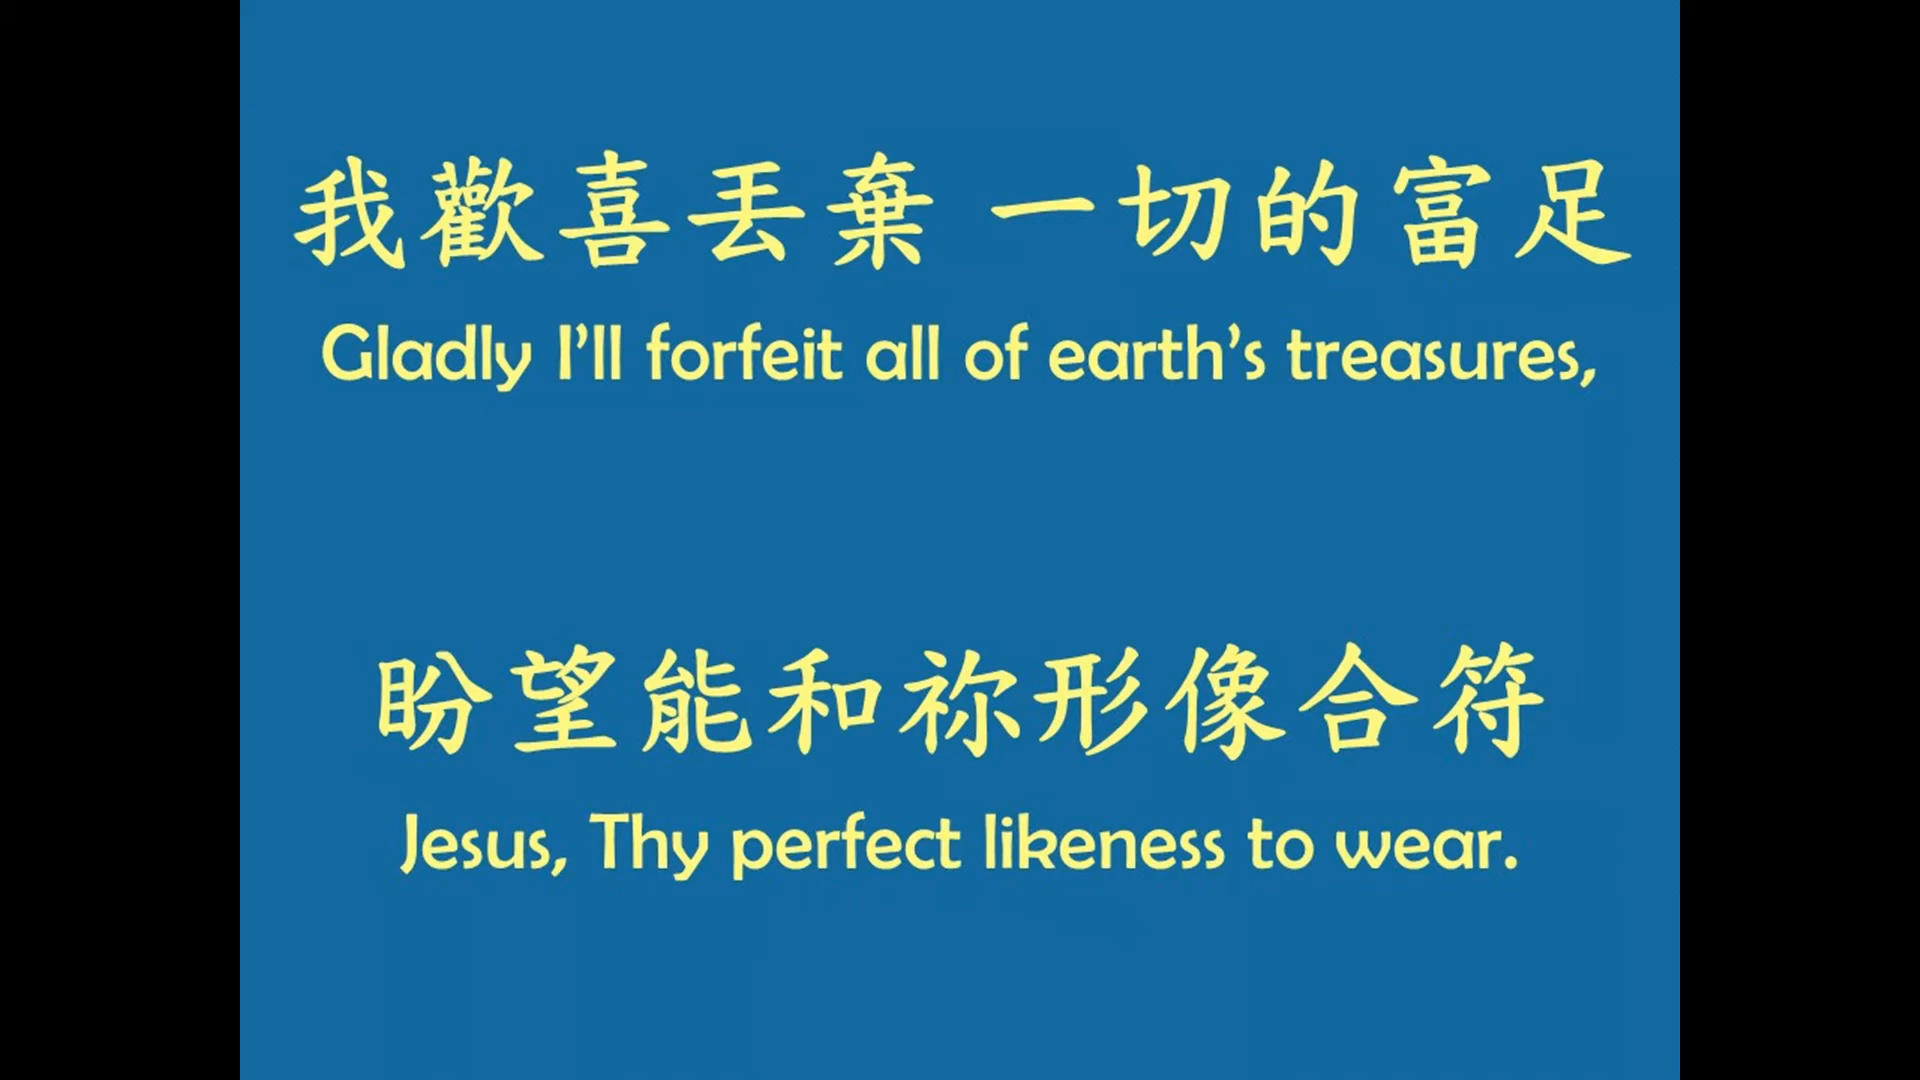 我歡喜丟棄 一切的富足
Gladly I’ll forfeit all of earth’s treasures,
盼望能和祢形像合符
Jesus, Thy perfect likeness to wear.